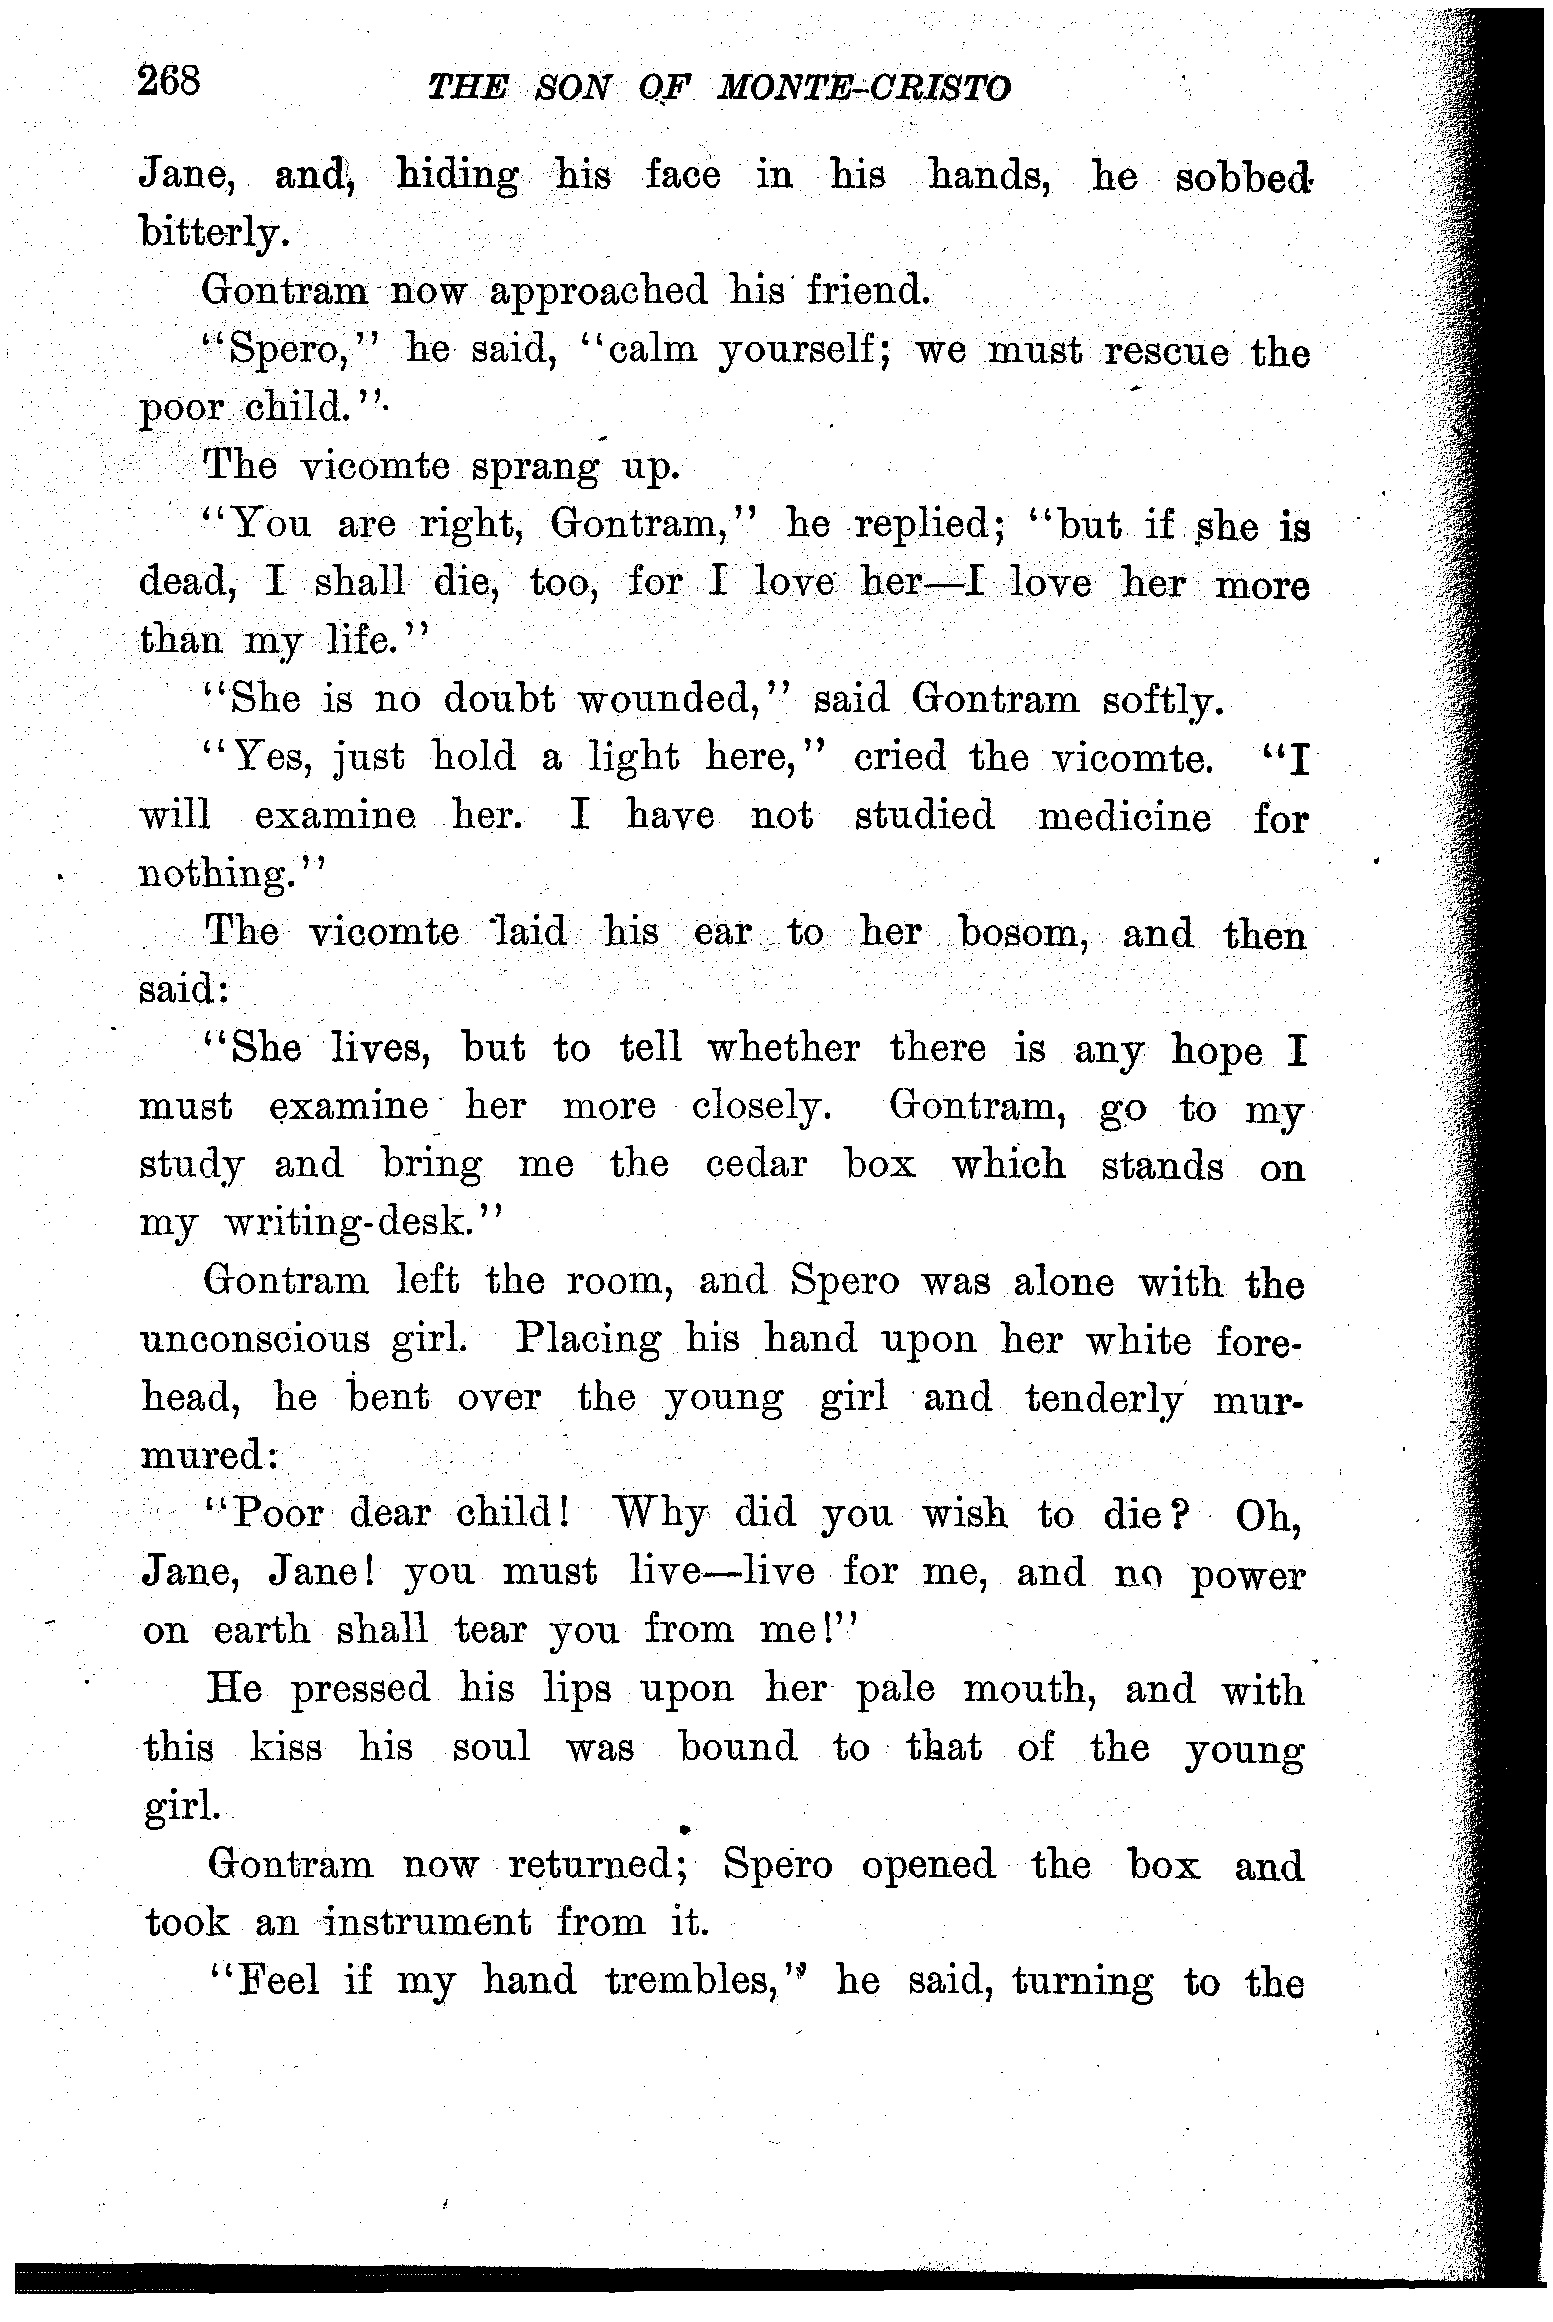 268 THE SON OF MONTE-CRISTO
Jane, and, hiding his face in his hands, he sobbed
bitterly.
Gontram now approached his friend.
"Spero," he said, "calm yourself; we must rescue the
poor child."
The vicomte sprang up.
"You are right, Gontram," he replied; "but if she is
dead, I shall die, too, for I love her—I love her more
than my life."
"She is no doubt wounded," said Gontram softly.
"Yes, just hold a light here," cried the vicomte. "I
will examine her. I have not studied medicine for
nothing."
The vicomte laid his ear to her bosom, and then
said:
"She lives, but to tell whether there is any hope I
must examine her more closely. Gontram, go to my
study and bring me the cedar box which stands on
my writing-desk."
Gontram left the room, and Spero was alone with the
unconscious girl. Placing his hand upon her white fore-
head, he bent over the young girl and tenderly mur-
mured:
"Poor dear child! Why did you wish to die? Oh,
Jane, Jane! you must live—live for me, and no power
on earth shall tear you from me!"
He pressed his lips upon her pale mouth, and with
this kiss his soul was bound to that of the young
girl.
Gontram now returned; Spero opened the box and
took an instrument from it.
"Feel if my hand trembles," he said, turning to the